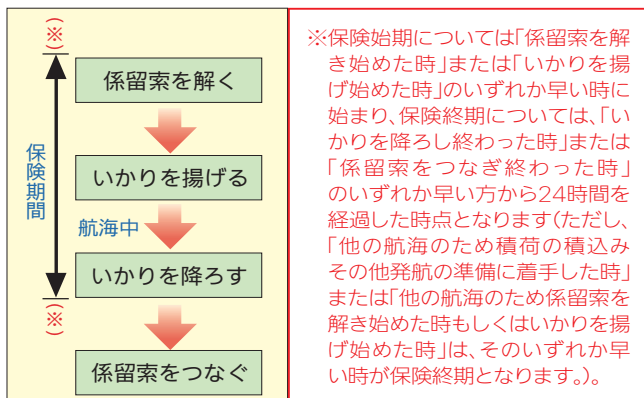 (※)
係留索を解く
いかりを揚げる
保険期間
航海中
いかりを降ろす
(※)
係留索をつなぐ
※保険始期については「係留索を解
き始めた時」または「いかりを揚
げ始めた時」のいずれか早い時に
始まり、保険終期については、「い
かりを降ろし終わった時」または
「係留索をつなぎ終わった時」
のいずれか早い方から24時間を
経過した時点となります(ただし、
「他の航海のため積荷の積込み
その他発航の準備に着手した時」
または「他の航海のため係留索を
解き始めた時もしくはいかりを揚
げ始めた時」は、そのいずれか早
い時が保険終期となります。)。